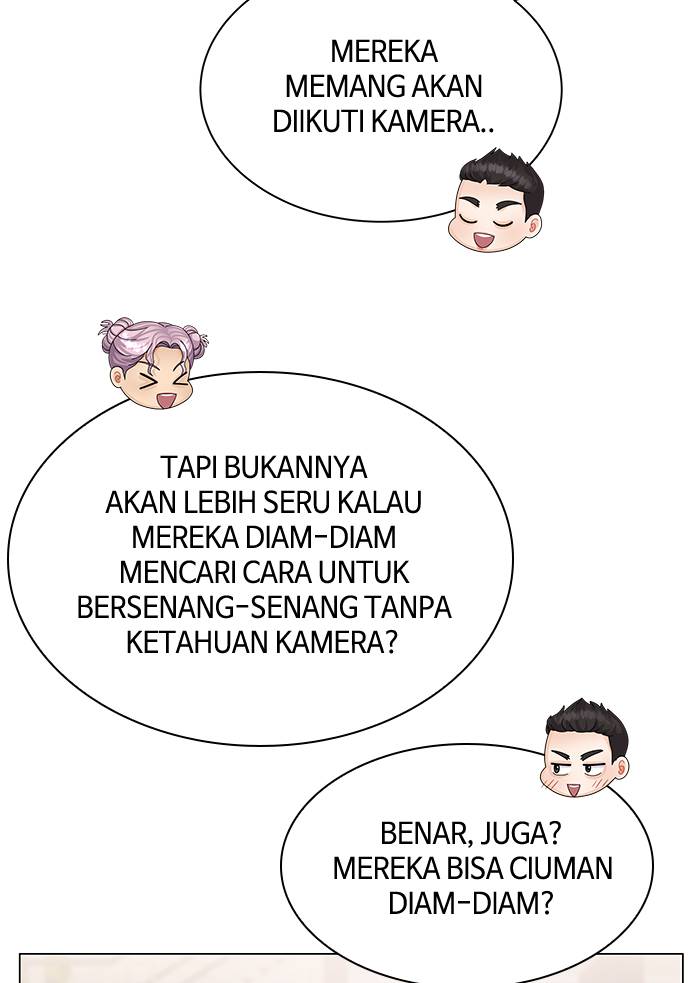 MEREKA
MEMANG AKAN
DIIKUTI KAMERA..
TAPI BUKANNYA
AKAN LEBIH SERU KALAU
MEREKA DIAM-DIAM
MENCARI CARA UNTUK
BERSENANG-SENANG TANPA
KETAHUAN KAMERA?
BENAR, JUGA?
MEREKA BISA CIUMAN
DIAM-DIAM?